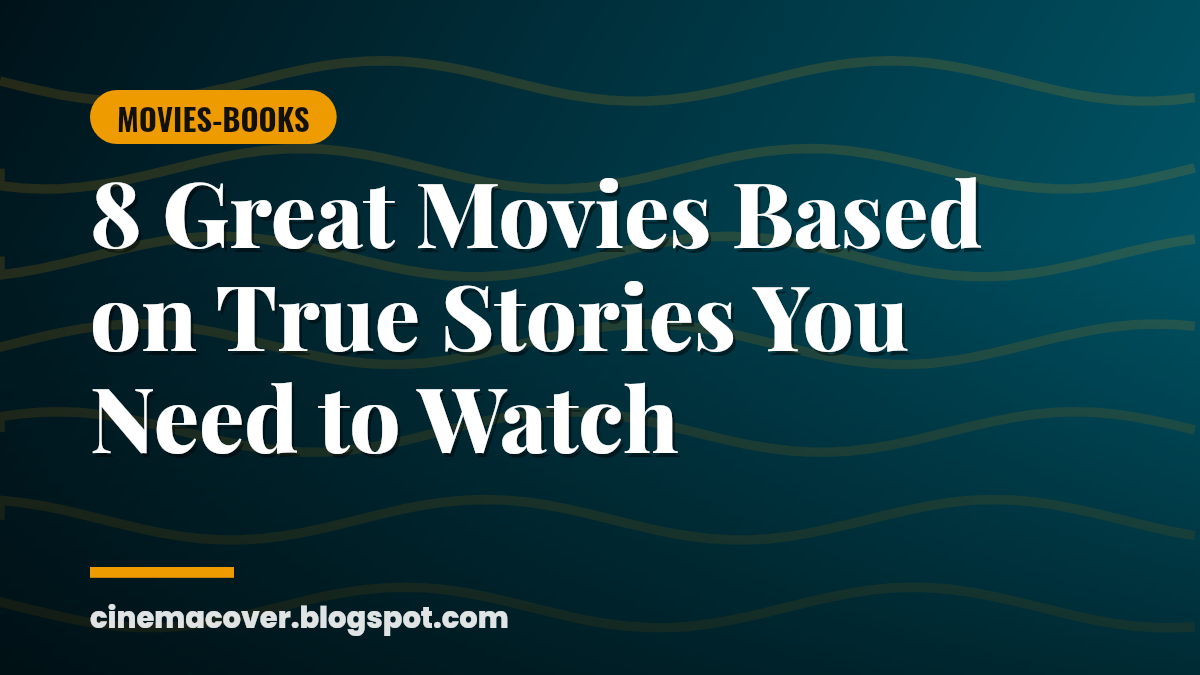 MOVIES-BOOKS
8 Great Movies Based
on True Stories You
Need to Watch
cinemacover.blogspot.com